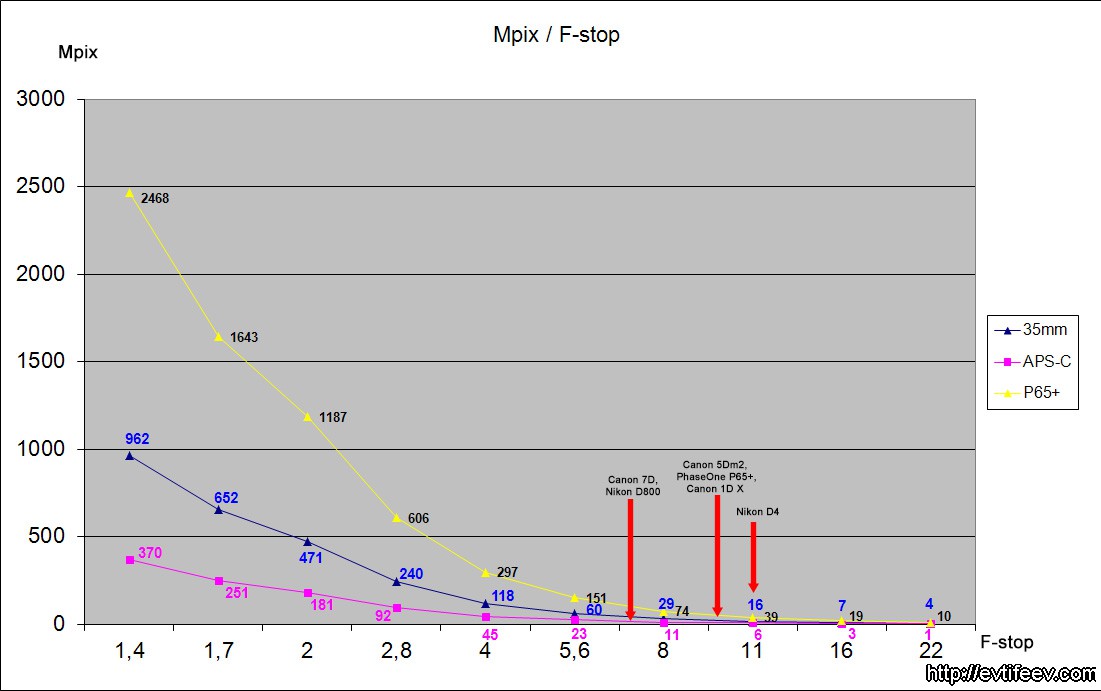 Mpix / F-stop
Mpix
3000
2500
2000
1500
1000
500
0
2468
1643
1187
606
297
151
74
39
19
10
962
652
471
240
118
60
29
16
7
4
370
251
181
92
45
23
11
6
3
1
Canon 7D,
Nikon D800
Canon 5Dm2,
PhaseOne P65+,
Canon 1D X
Nikon D4
35mm
APS-C
P65+
1,4 1,7 2 2,8 4 5,6 8 11 16 22
F-stop
http://evtifeev.com